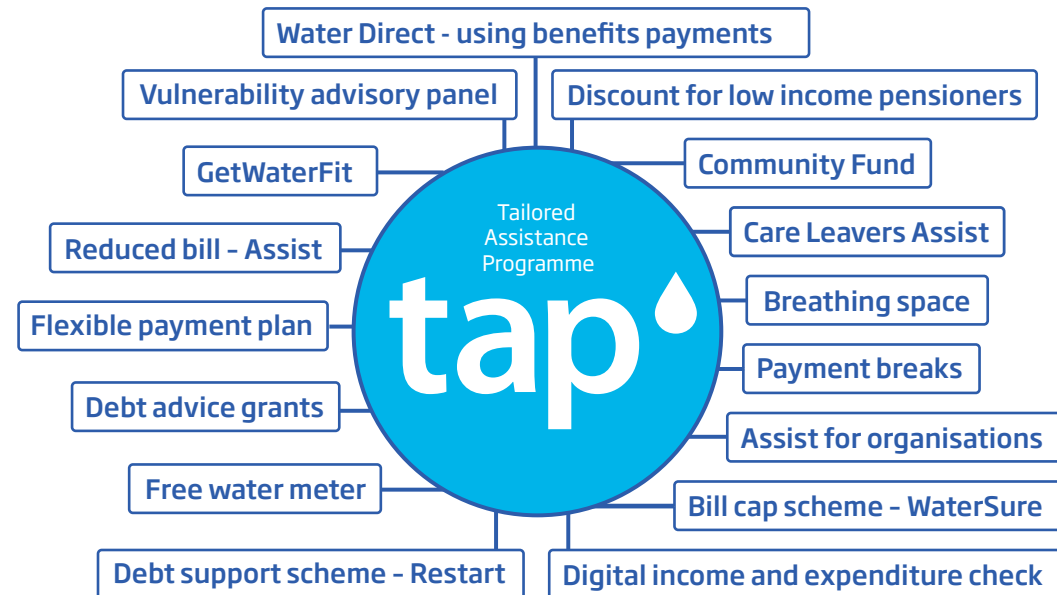 Water Direct - using benefits payments
Vulnerability advisory panel
Discount for low income pensioners
GetWaterFit
Community Fund
Tailored
Assistance
Programme
tap
Reduced bill – Assist
Care Leavers Assist
Flexible payment plan
Breathing space
Debt advice grants
Payment breaks
Free water meter
Assist for organisations
Bill cap scheme – WaterSure
Debt support scheme – Restart
Digital income and expenditure check